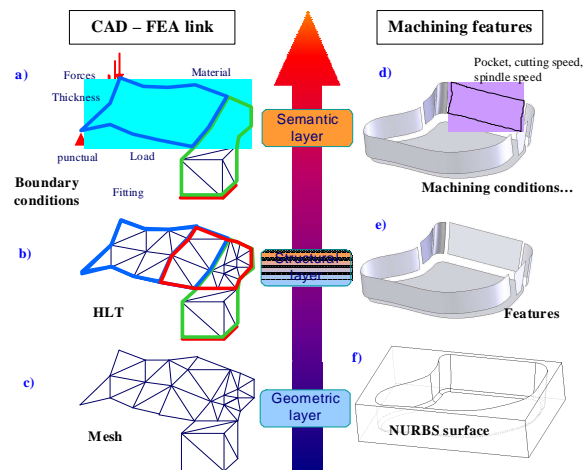 CAD – FEA link
Machining features
a)
Forces
Material
Thickness
punctual
Load
Boundary
conditions
Fitting
Semantic
layer
d)
Pocket, cutting speed,
spindle speed
Machining conditions…
b)
HLT
Structural
layer
e)
Features
c)
Mesh
Geometric
layer
f)
NURBS surface